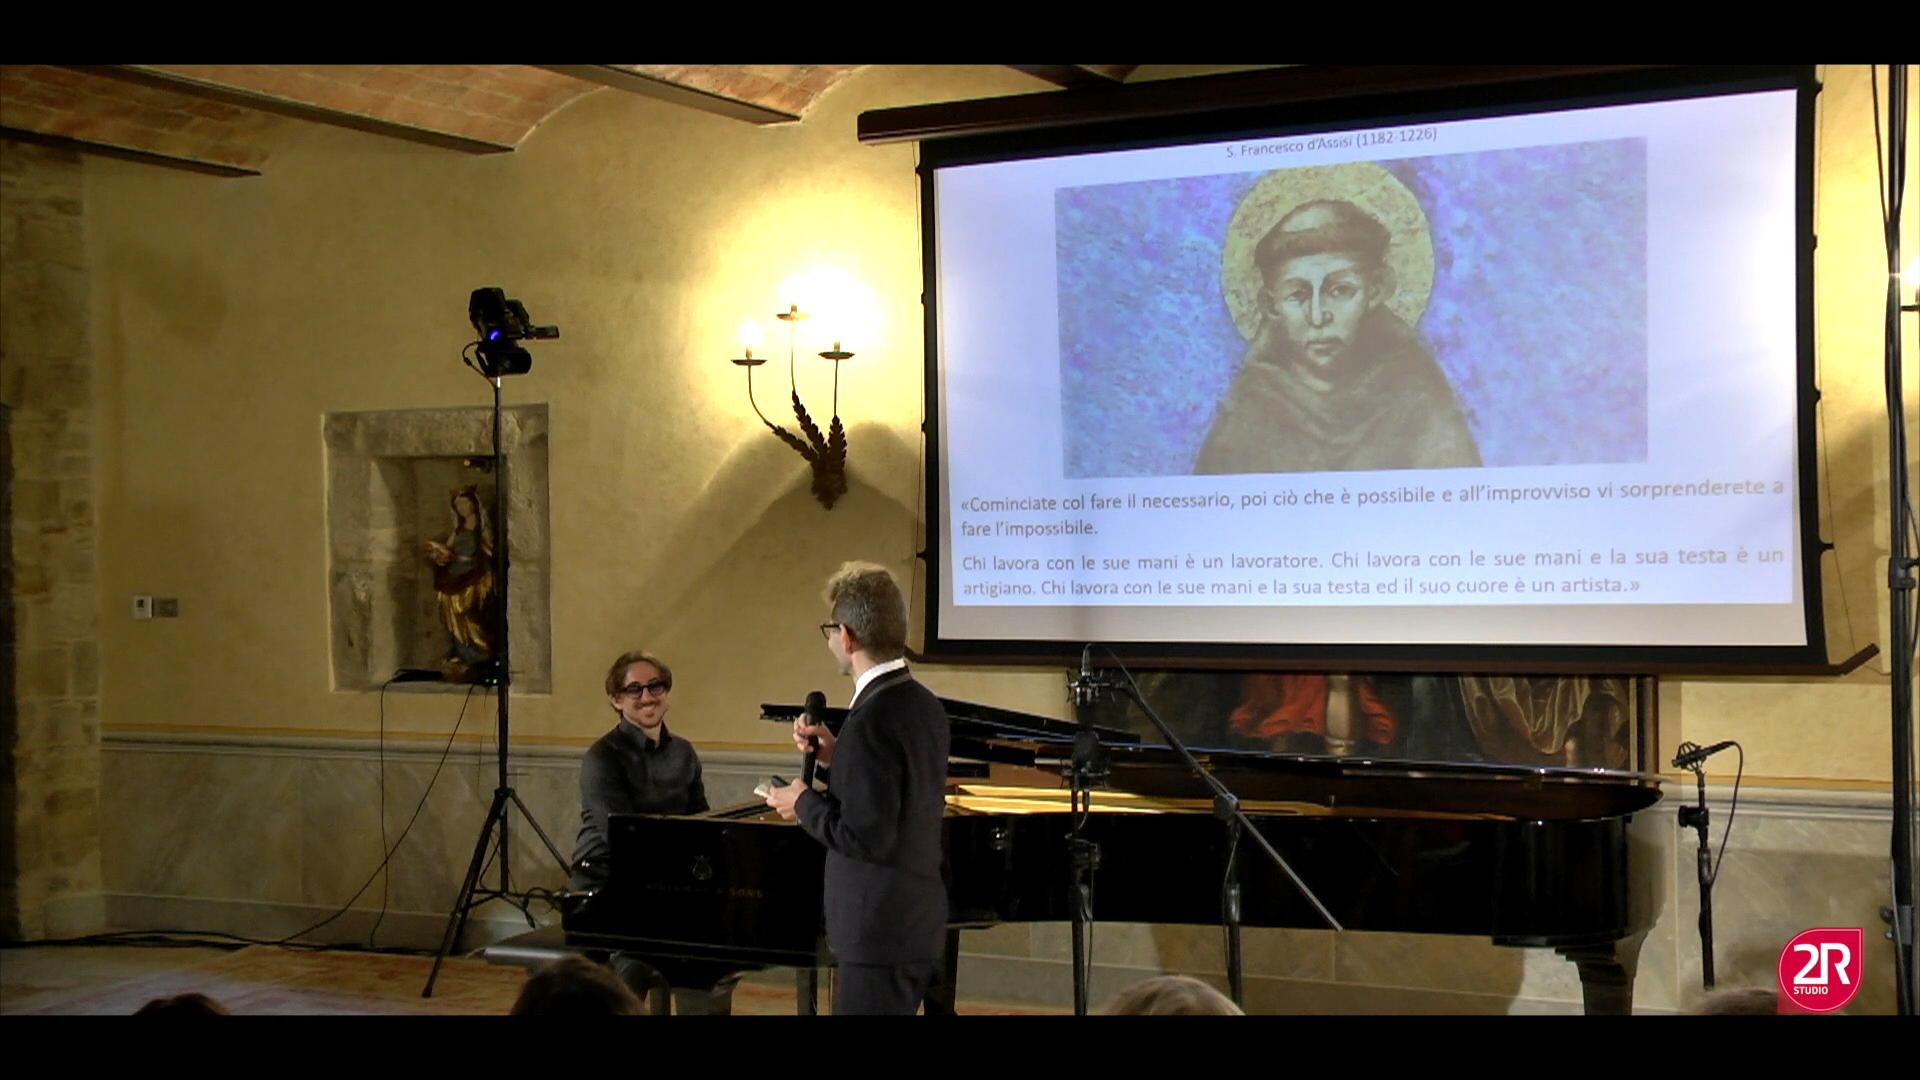 S. Francesco d'Assisi (1182-1226)
«Cominciate col fare il necessario, poi ciò che è possibile e all'improvviso vi sorprenderete a
fare l'impossibile.
Chi lavora con le sue mani è un lavoratore. Chi lavora con le sue mani e la sua testa è un
artigiano. Chi lavora con le sue mani e la sua testa ed il suo cuore è un artista.»
STEINWAY & SONS
2R
STUDIO